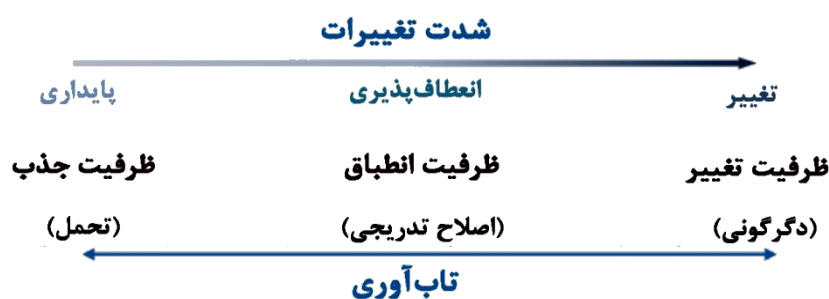 شدت تغییرات
تغییر انعطاف‌پذیری پایداری
ظرفیت تغییر ظرفیت انطباق ظرفیت جذب
(دگرگونی) (اصلاح تدریجی) (تحمل)
تاب‌آوری